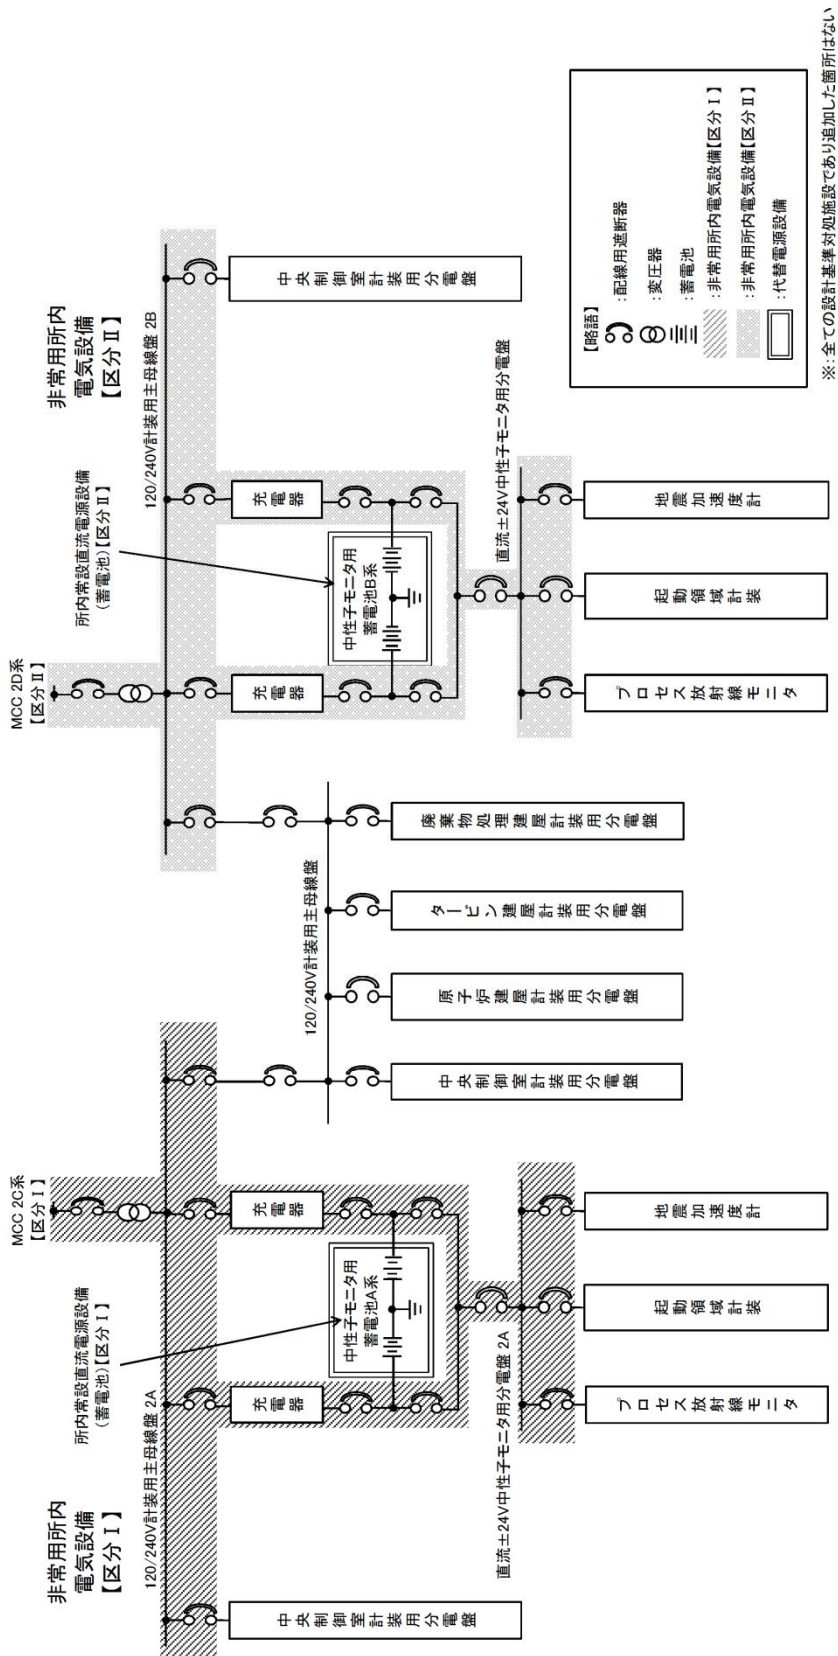 非常用所内
電気設備
【区分Ⅰ】
120/240V計装用主母線盤 2A
所内常設直流電源設備
(蓄電池)【区分Ⅰ】
MCC 2C系
【区分Ⅰ】
中央制御室計装用分電盤
充電器
中性子モニタ用
蓄電池A系
充電器
直流±24V中性子モニタ用分電盤 2A
プロセス放射線モニタ
起動領域計装
地震加速度計
120/240V計装用主母線盤
中央制御室計装用分電盤
原子炉建屋計装用分電盤
タービン建屋計装用分電盤
廃棄物処理建屋計装用分電盤
MCC 2D系
【区分Ⅱ】
所内常設直流電源設備
(蓄電池)【区分Ⅱ】
非常用所内
電気設備
【区分Ⅱ】
120/240V計装用主母線盤 2B
充電器
中性子モニタ用
蓄電池B系
充電器
中央制御室計装用分電盤
直流±24V中性子モニタ用分電盤
プロセス放射線モニタ
起動領域計装
地震加速度計
【略語】
:配線用遮断器
:変圧器
:蓄電池
:非常用所内電気設備【区分Ⅰ】
:非常用所内電気設備【区分Ⅱ】
:代替電源設備
※:全ての設計基準対処施設であり追加した箇所はない